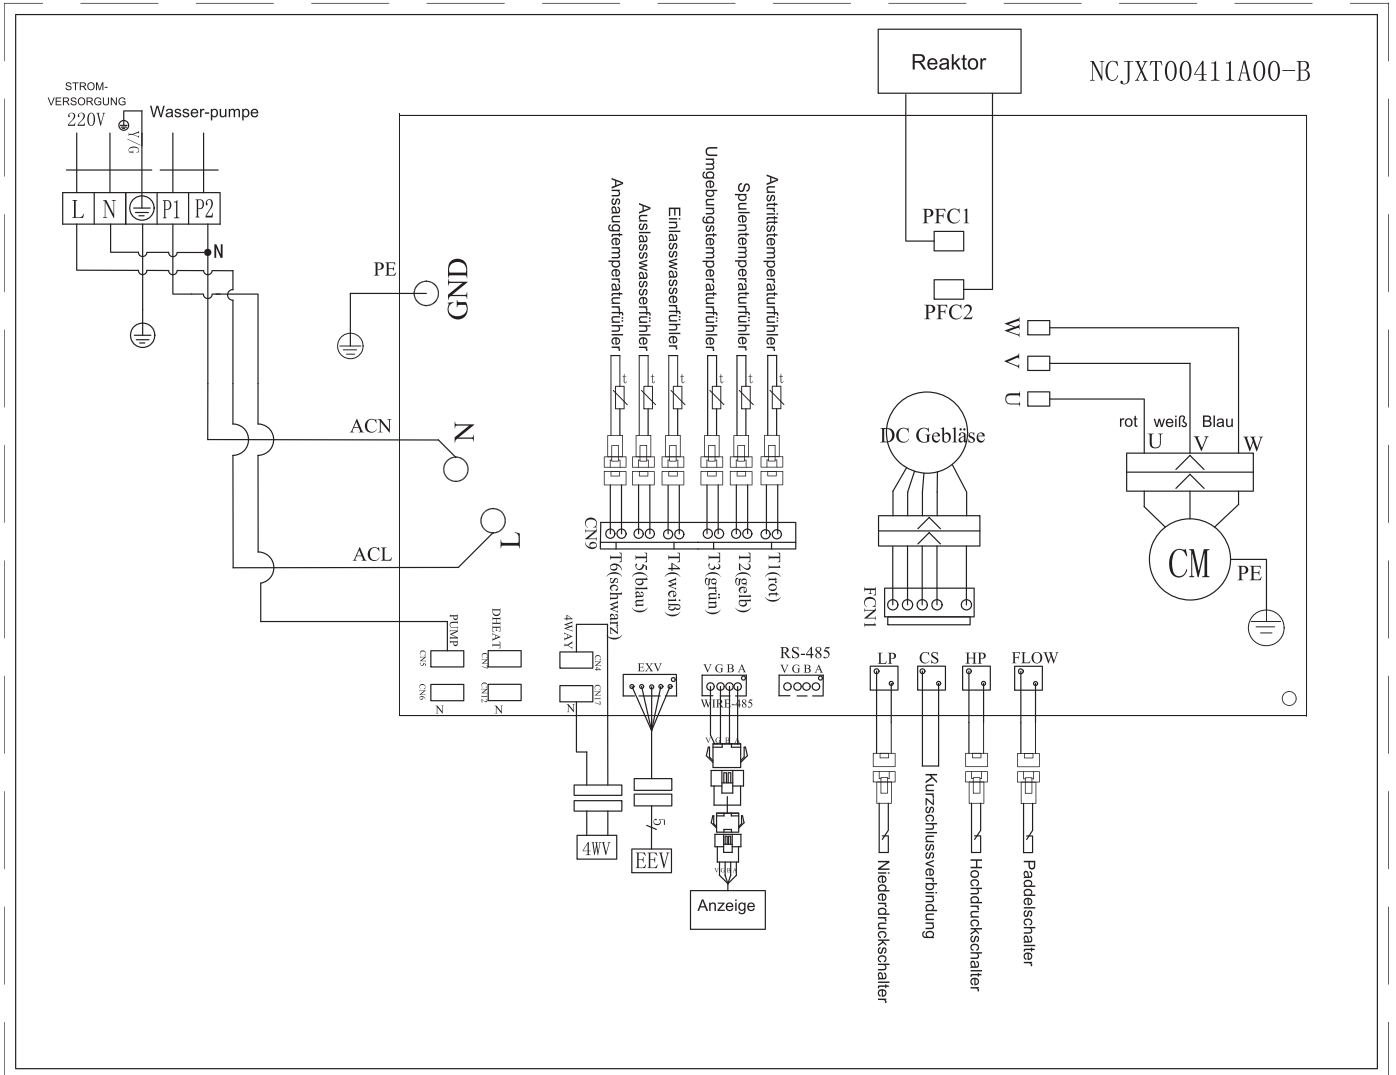 Reaktor
NCJXT00411A00-B
STROM-
VERSORGUNG
220V
Y/G
Wasser-pumpe
L N P1 P2
N
PE
GND
ACN
N
ACL
L
Ansaugtemperaturfühler
Auslasswasserfühler
Einlasswasserfühler
Umgebungstemperaturfühler
Spulentemperaturfühler
Austrittstemperaturfühler
t t t t t t
CN9
T6(schwarz)
T5(blau)
T4(weiß)
T3(grün)
T2(gelb)
T1(rot)
PFC1
PFC2
W
V
U
rot weiß Blau
U V W
CM
PE
DC Gebläse
FCN1
PUMP
CN5
CN6
N
DHEAT
CN7
CN12
N
4WAY
CN4
CN17
N
EXV
V G B A
WIRE-485
V G B A
RS-485
V G B A
LP CS HP FLOW
5
4WV
EEV
V G B A
Anzeige
Niederdruckschalter
Kurzschlussverbindung
Hochdruckschalter
Paddelschalter